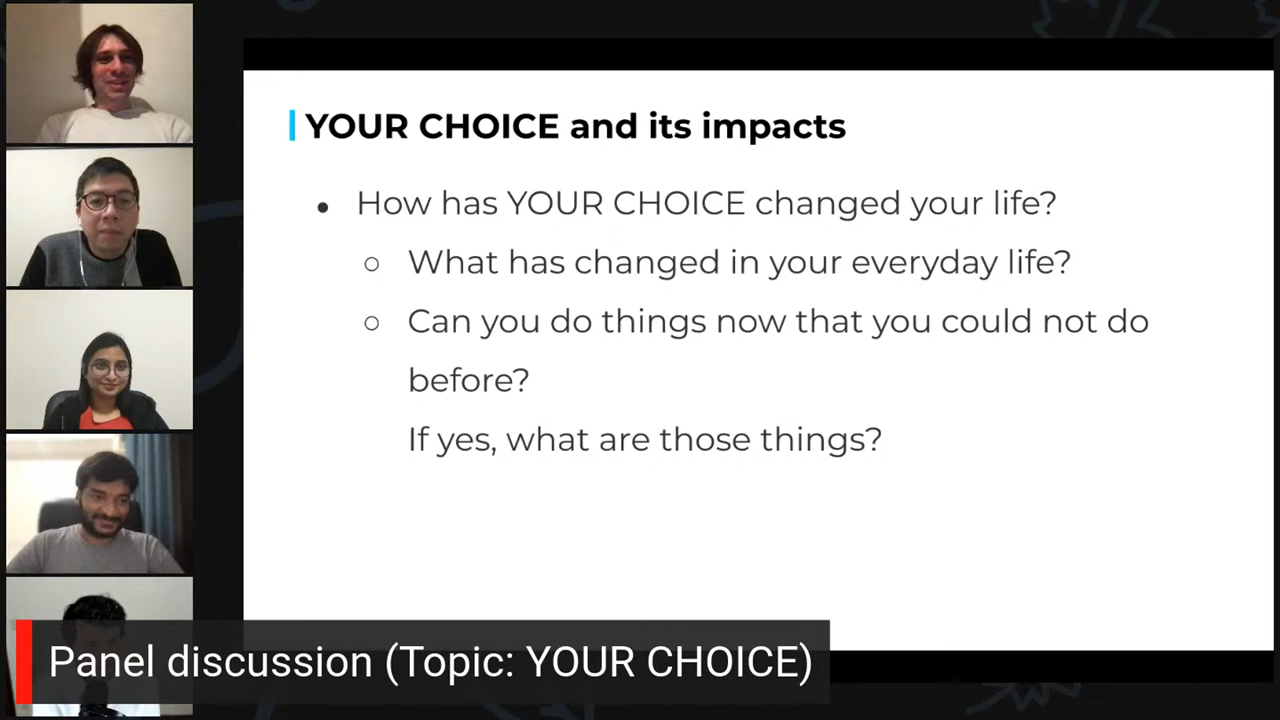 YOUR CHOICE and its impacts
• How has YOUR CHOICE changed your life?
○ What has changed in your everyday life?
○ Can you do things now that you could not do
before?
If yes, what are those things?
Panel discussion (Topic: YOUR CHOICE)